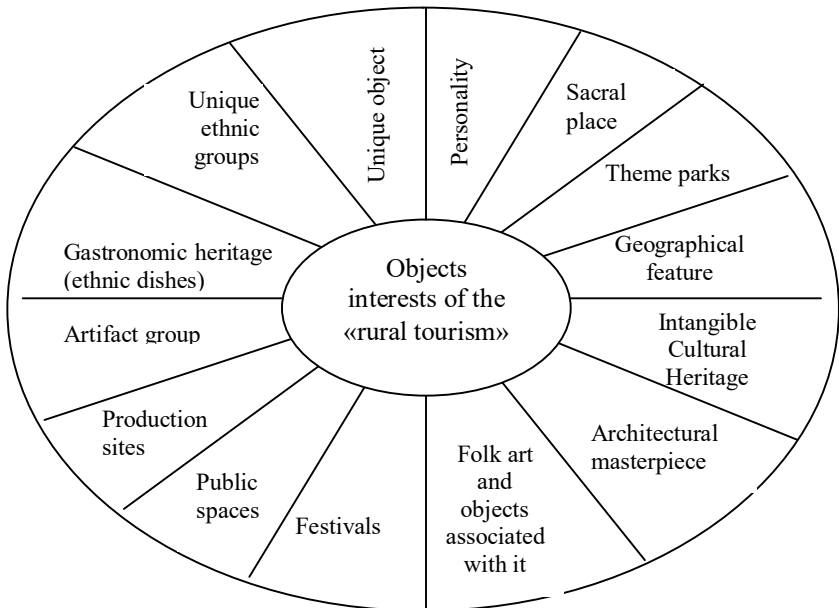 Objects
interests of the
«rural tourism»
Unique object
Personality
Sacral
place
Theme parks
Geographical
feature
Intangible
Cultural
Heritage
Architectural
masterpiece
Folk art
and
objects
associated
with it
Festivals
Public
spaces
Production
sites
Artifact group
Gastronomic heritage
(ethnic dishes)
Unique
ethnic
groups